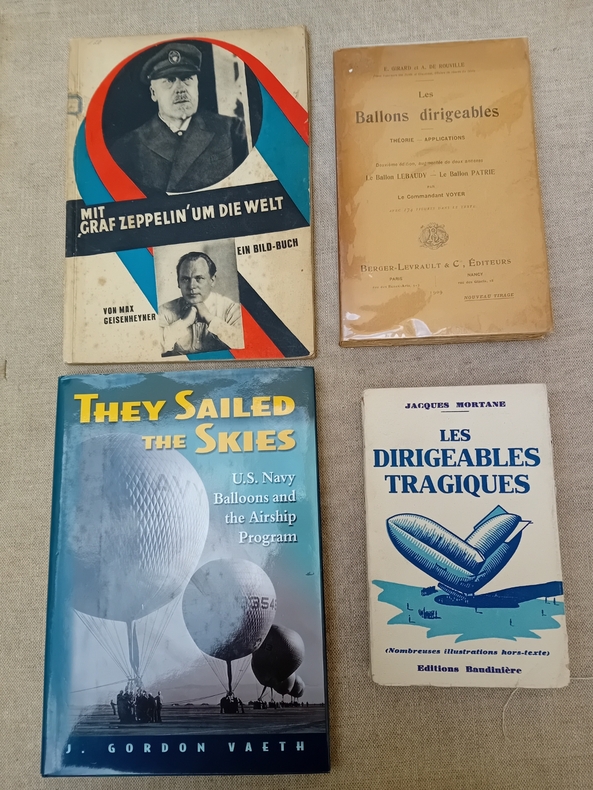 MIT
'GRAF ZEPPELIN' UM DIE WELT
EIN BILD-BUCH
VON MAX
GEISENHEYNER
Les
Ballons dirigeables
THÉORIE - APPLICATIONS
Le Ballon LEBAUDY — Le Ballon PATRIE
Le Commandant VOYER
BERGER-LEVRAULT & Cie, ÉDITEURS
PARIS
NANCY
NOUVEAU TIRAGE
THEY SAILED
THE SKIES
U.S. Navy
Balloons and
the Airship
Program
NAVY
354
J. GORDON VAETH
JACQUES MORTANE
LES
DIRIGEABLES
TRAGIQUES
(Nombreuses illustrations hors-texte)
Editions Baudinière